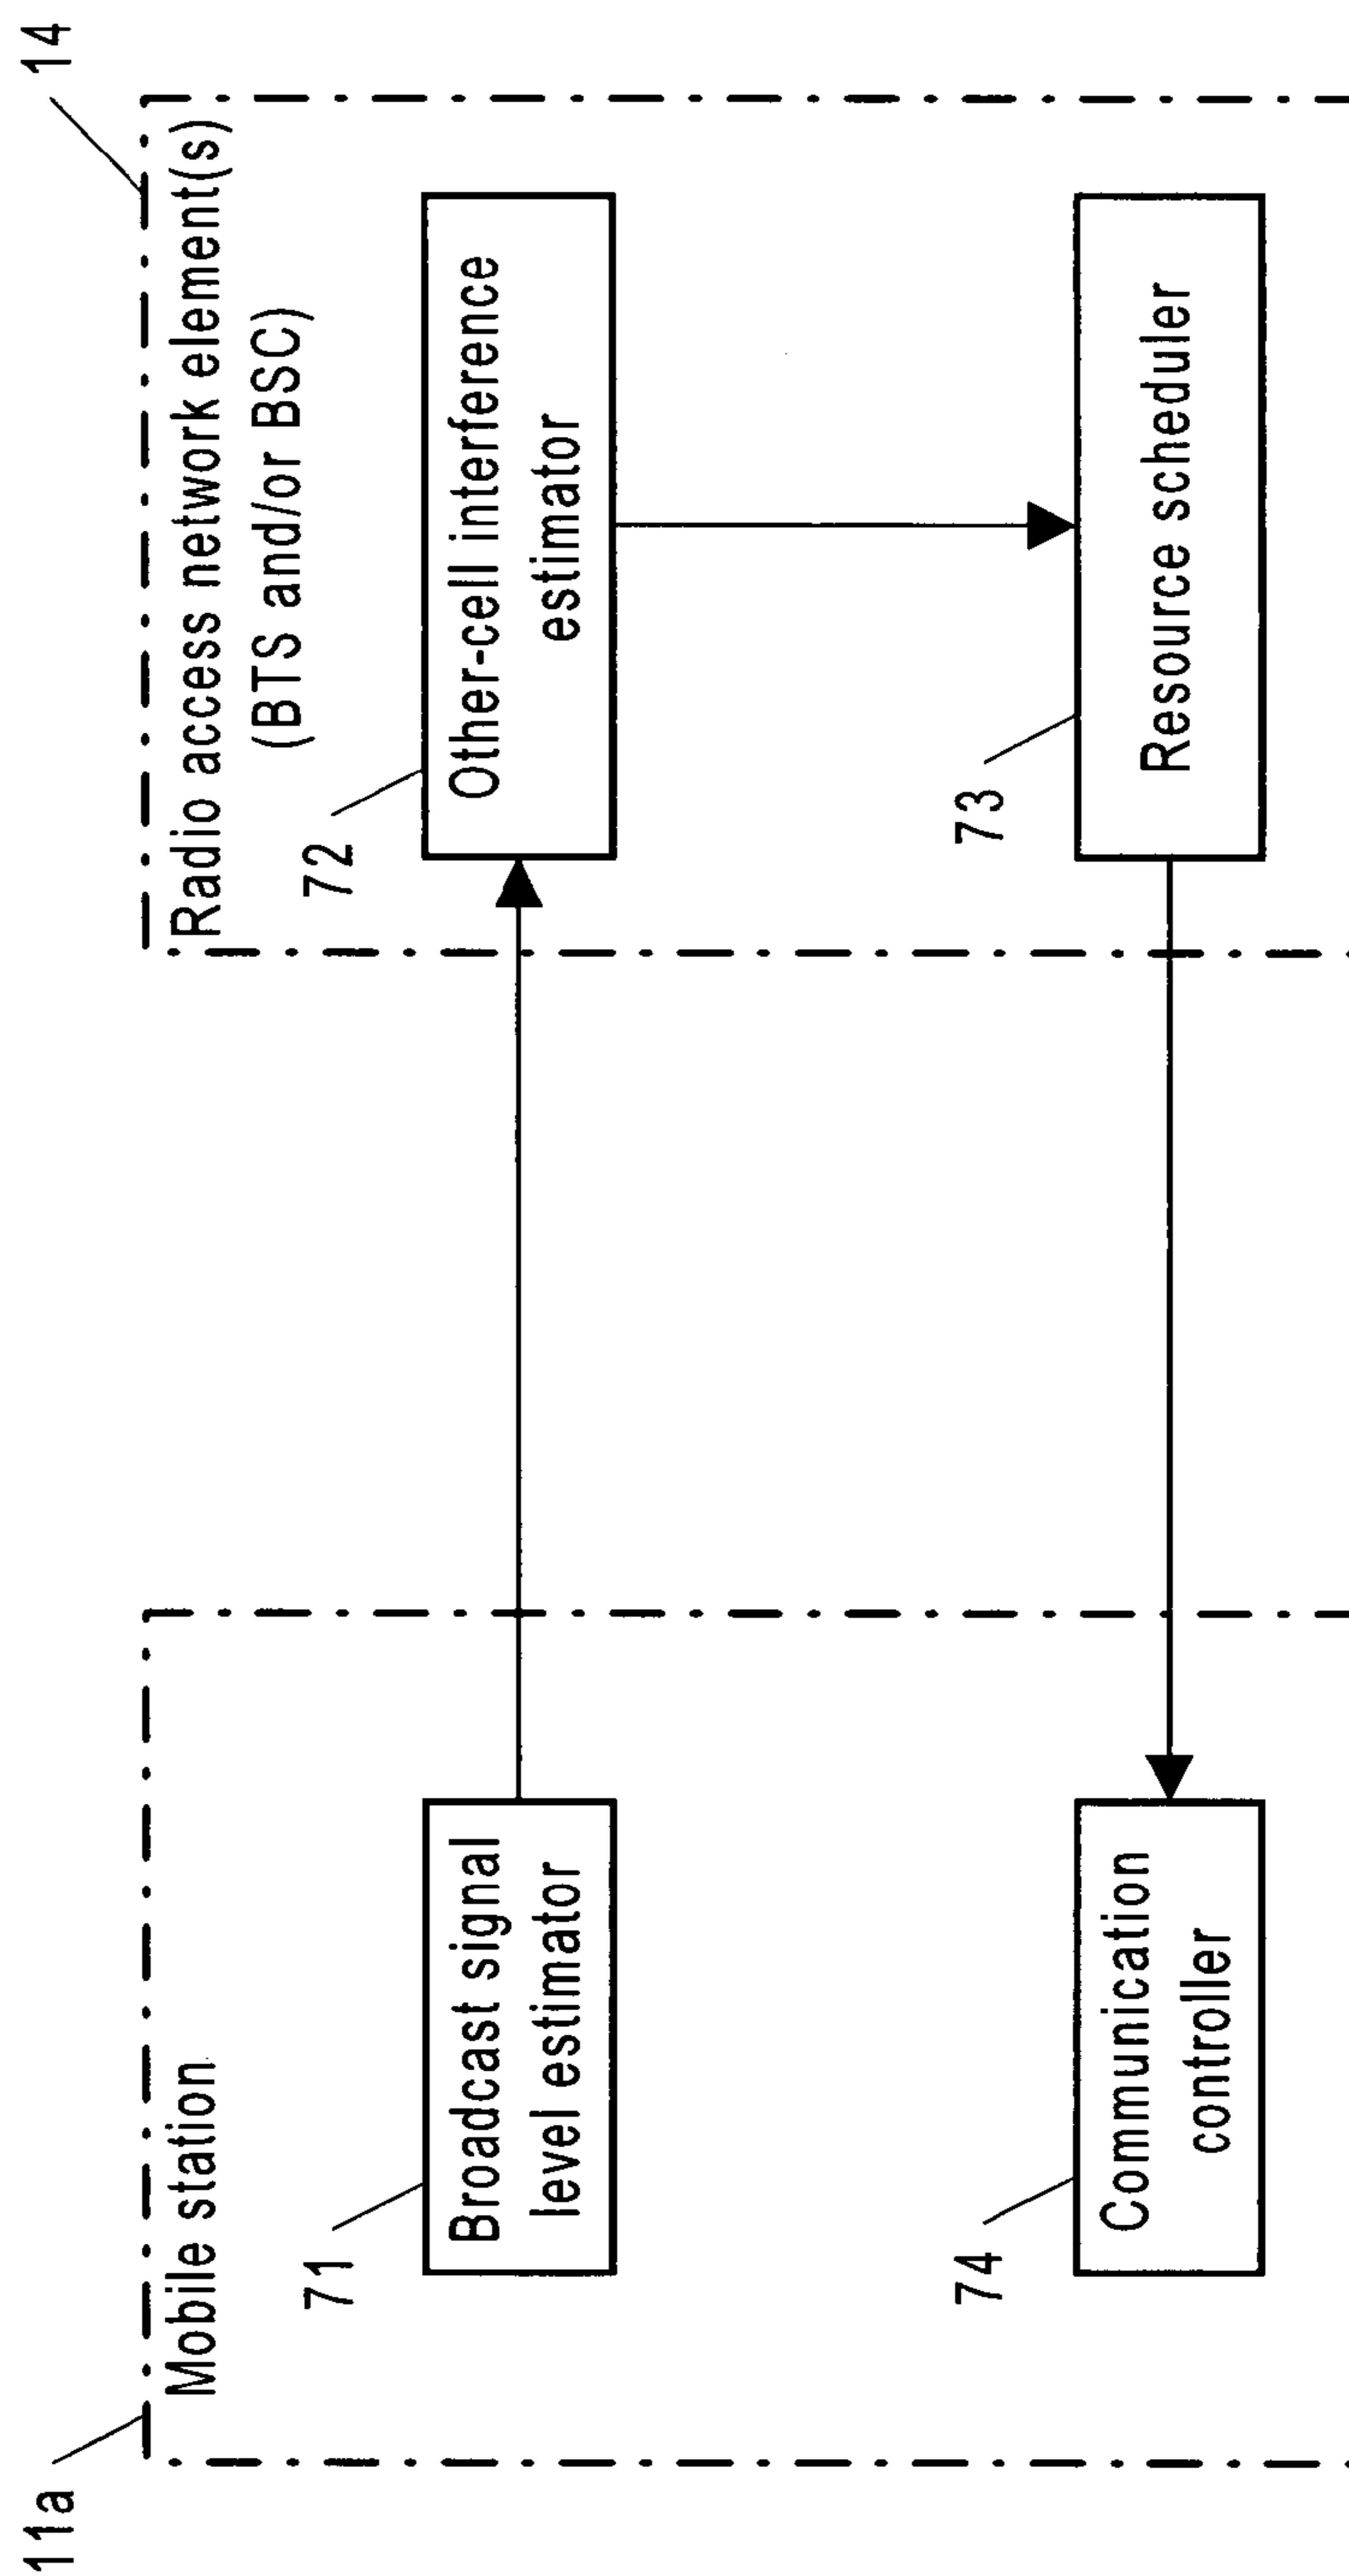 11a
14
Mobile station
Radio access network element(s)
(BTS and/or BSC)
71
Broadcast signal
level estimator
72
Other-cell interference
estimator
74
Communication
controller
73
Resource scheduler